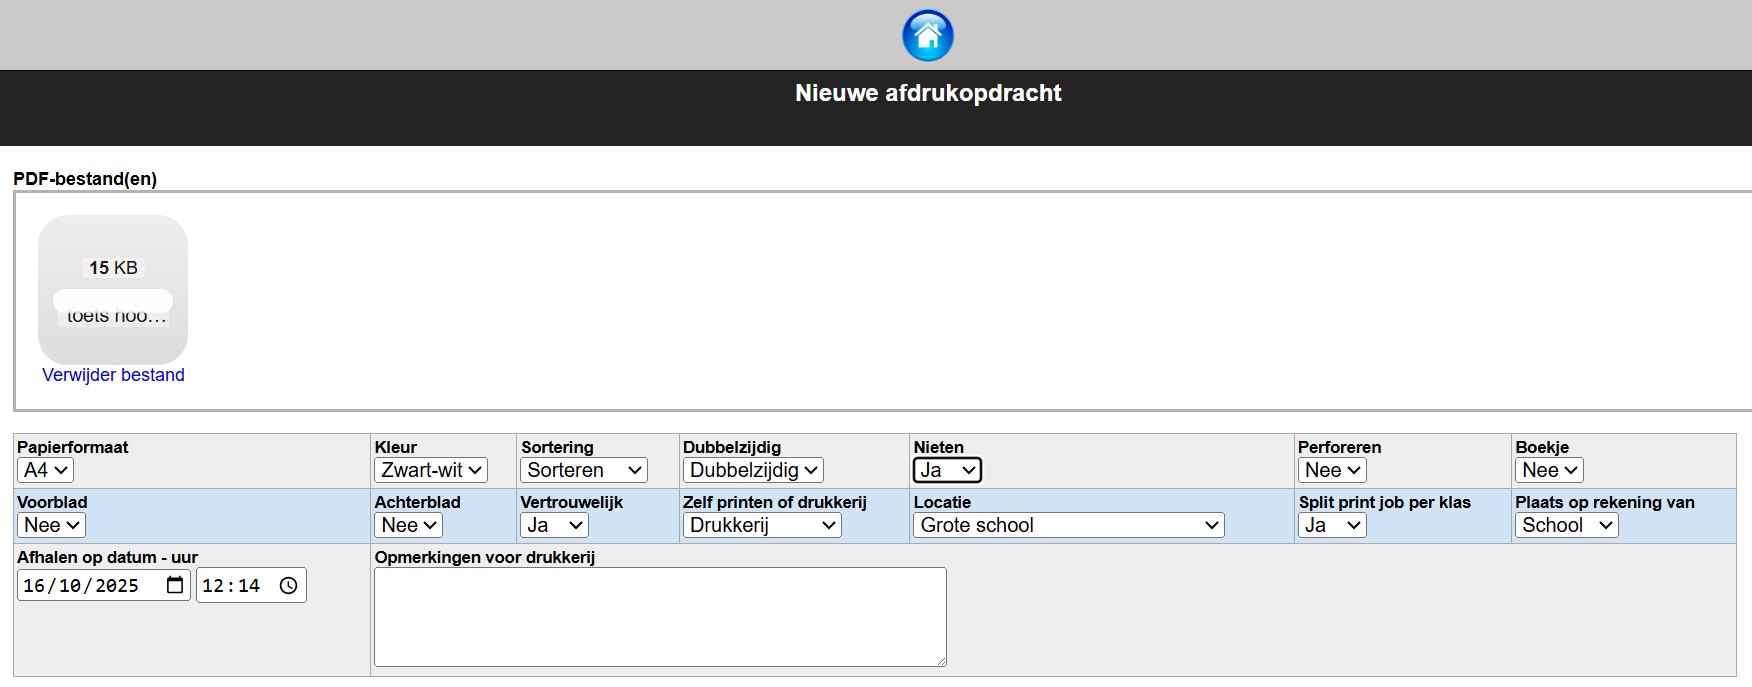 Nieuwe afdrukopdracht
PDF-bestand(en)
15 KB
toets hoo...
Verwijder bestand
Papierformaat Kleur Sortering Dubbelzijdig Nieten Perforeren Boekje
A4 Zwart-wit Sorteren Dubbelzijdig Ja Nee Nee
Voorblad Achterblad Vertrouwelijk Zelf printen of drukkerij Locatie Split print job per klas Plaats op rekening van
Nee Nee Ja Drukkerij Grote school Ja School
Afhalen op datum - uur Opmerkingen voor drukkerij
16/10/2025 12:14